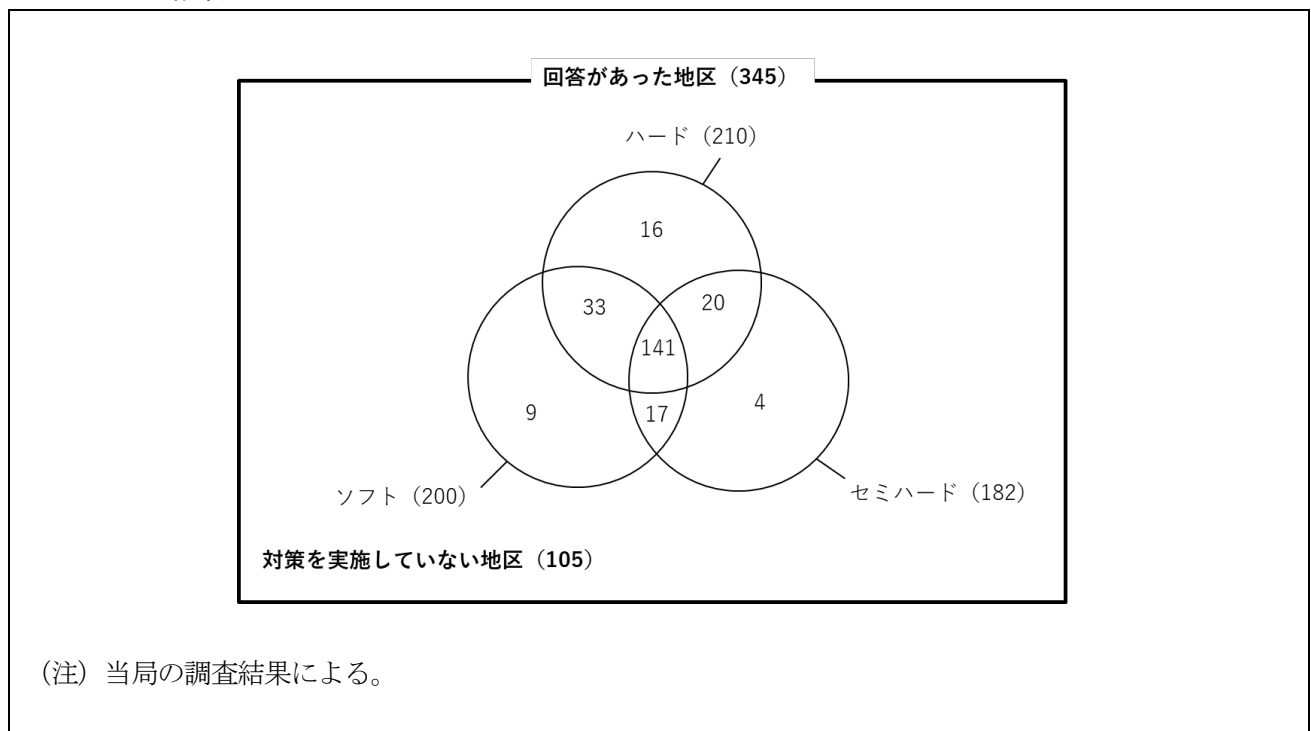 回答があった地区（345）
ハード（210）
16
33
20
141
9
17
4
ソフト（200）
セミハード（182）
対策を実施していない地区（105）
（注）当局の調査結果による。